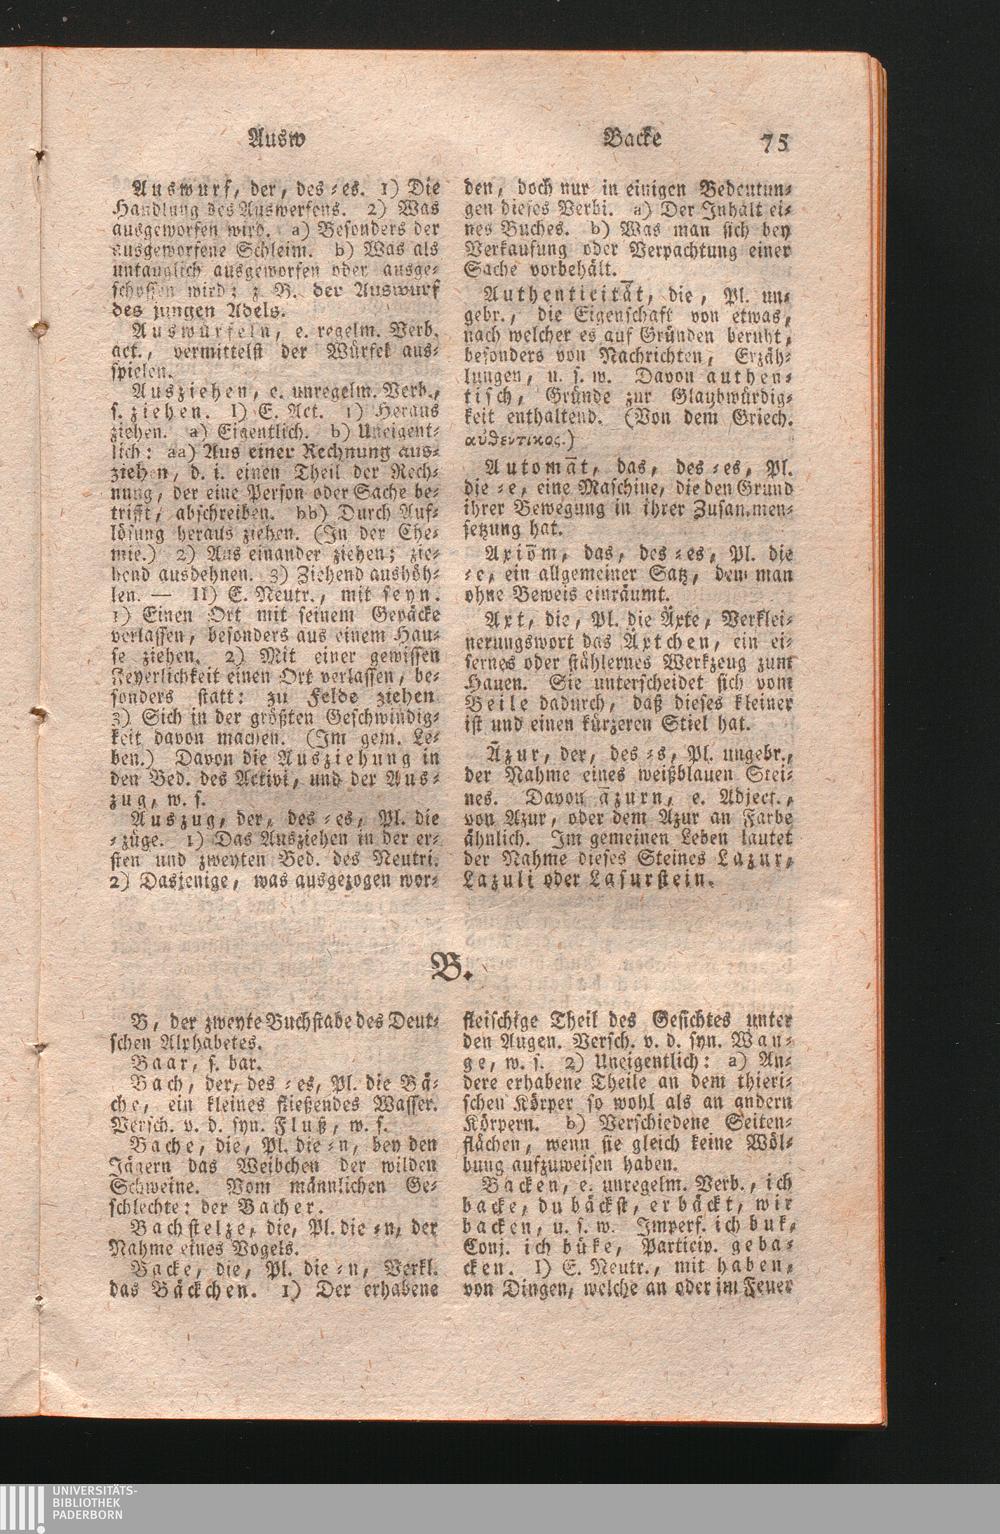 Ausw
Backe 75
Auswurf, der, des=es. 1) Die
Handlung des Auswerfens. 2) Was
ausgeworfen wird. a) Besonders der
ausgeworfene Schleim. b) Was als
untauglich ausgeworfen oder ausge=
schossen wird; z. B. der Auswurf
des jungen Adels.
Auswürfeln, e. regelm. Verb.
act., vermittelst der Würfel aus=
spielen.
Ausziehen, e. unregelm. Verb.,
s. ziehen. I) E. Act. 1) Heraus
ziehen. a) Eigentlich. b) Uneigent=
lich: aa) Aus einer Rechnung aus=
ziehen, d. i. einen Theil der Rech=
nung, der eine Person oder Sache be=
trifft, abschreiben. bb) Durch Auf=
lösung heraus ziehen. (In der Che=
mie.) 2) Aus einander ziehen; zie=
hend ausdehnen. 3) Ziehend aushöh=
len. — II) E. Neutr., mit seyn.
1) Einen Ort mit seinem Gepäcke
verlassen, besonders aus einem Hau=
se ziehen. 2) Mit einer gewissen
Feyerlichkeit einen Ort verlassen, be=
sonders statt: zu Felde ziehen
3) Sich in der größten Geschwindig=
keit davon machen. (Im gem. Le=
ben.) Davon die Ausziehung in
den Bed. des Activi, und der Aus=
zug, w. s.
Auszug, der, des=es, Pl. die
=züge. 1) Das Ausziehen in der er=
sten und zweyten Bed. des Neutri.
2) Dasjenige, was ausgezogen wor=
den, doch nur in einigen Bedeutun=
gen dieses Verbi. a) Der Inhalt ei=
nes Buches. b) Was man sich bey
Verkaufung oder Verpachtung einer
Sache vorbehält.
Authenticität, die, Pl. un=
gebr., die Eigenschaft von etwas,
nach welcher es auf Gründen beruht,
besonders von Nachrichten, Erzäh=
lungen, u. s. w. Davon authen=
tisch, Gründe zur Glaubwürdig=
keit enthaltend. (Von dem Griech.
αὐθεντικος.)
Automāt, das, des=es, Pl.
die=e, eine Maschine, die den Grund
ihrer Bewegung in ihrer Zusammen=
setzung hat.
Axiōm, das, des=es, Pl. die
=e, ein allgemeiner Satz, dem man
ohne Beweis einräumt.
Axt, die, Pl. die Äxte, Verklei=
nerungswort das Äxtchen, ein ei=
sernes oder stählernes Werkzeug zum
Hauen. Sie unterscheidet sich vom
Beile dadurch, daß dieses kleiner
ist und einen kürzeren Stiel hat.
Āzur, der, des=s, Pl. ungebr.,
der Nahme eines weißblauen Stei=
nes. Davon āzurn, e. Adject.,
von Azur, oder dem Azur an Farbe
ähnlich. Im gemeinen Leben lautet
der Nahme dieses Steines Lazur,
Lazuli oder Lasurstein.
B.
B, der zweyte Buchstabe des Deut=
schen Alphabetes.
Baar, s. bar.
Bach, der, des=es, Pl. die Bä=
che, ein kleines fließendes Wasser.
Versch. v. d. syn. Fluß, w. s.
Bache, die, Pl. die=n, bey den
Jägern das Weibchen der wilden
Schweine. Vom männlichen Ge=
schlechte: der Bacher.
Bachstelze, die, Pl. die=n, der
Nahme eines Vogels.
Backe, die, Pl. die=n, Verkl.
das Bäckchen. 1) Der erhabene
fleischige Theil des Gesichtes unter
den Augen. Versch. v. d. syn. Wan=
ge, w. s. 2) Uneigentlich: a) An=
dere erhabene Theile an dem thieri=
schen Körper so wohl als an andern
Körpern. b) Verschiedene Seiten=
flächen, wenn sie gleich keine Wöl=
bung aufzuweisen haben.
Backen, e. unregelm. Verb., ich
backe, du bäckst, er bäckt, wir
backen, u. s. w. Imperf. ich buk,
Conj. ich büke, Particip. geba=
cken. I) E. Neutr., mit haben,
von Dingen, welche an oder im Feuer
UNIVERSITÄTS-
BIBLIOTHEK
PADERBORN